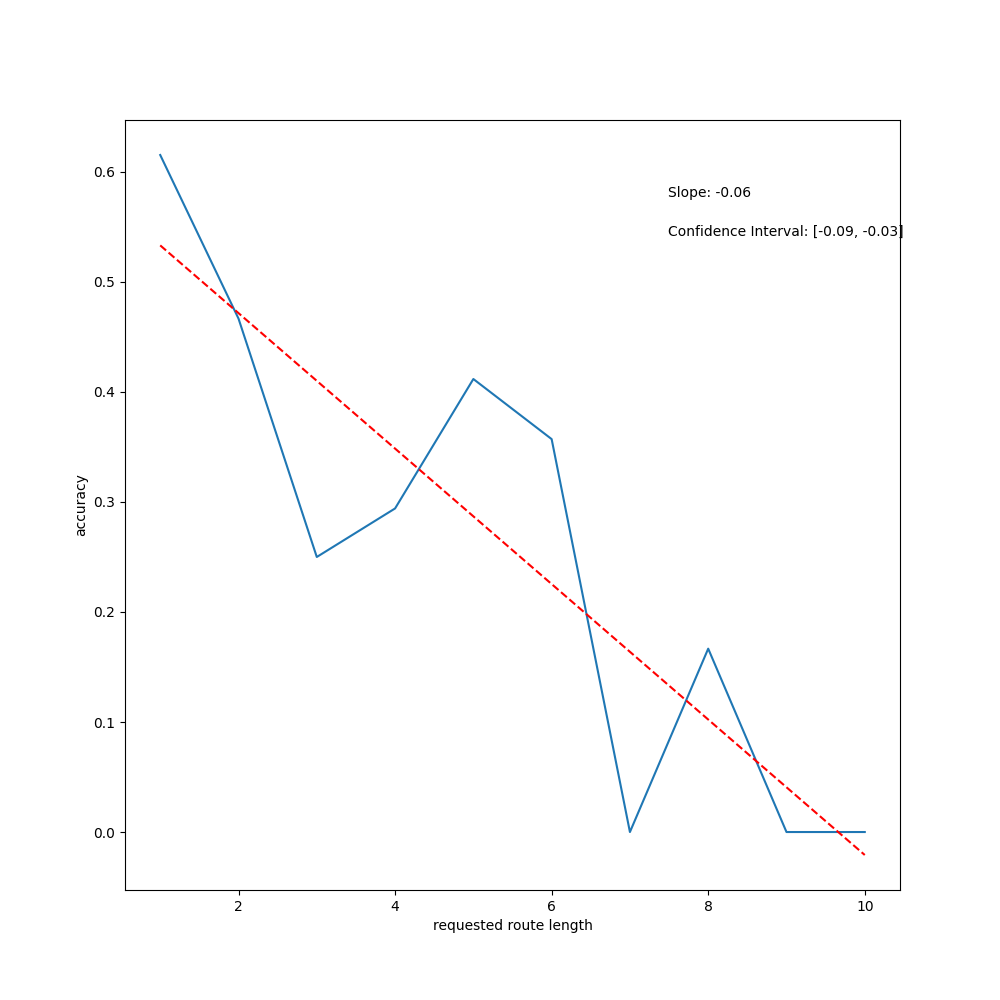 Slope: -0.06
Confidence Interval: [-0.09, -0.03]
0.6
0.5
0.4
0.3
0.2
0.1
0.0
accuracy
2 4 6 8 10
requested route length